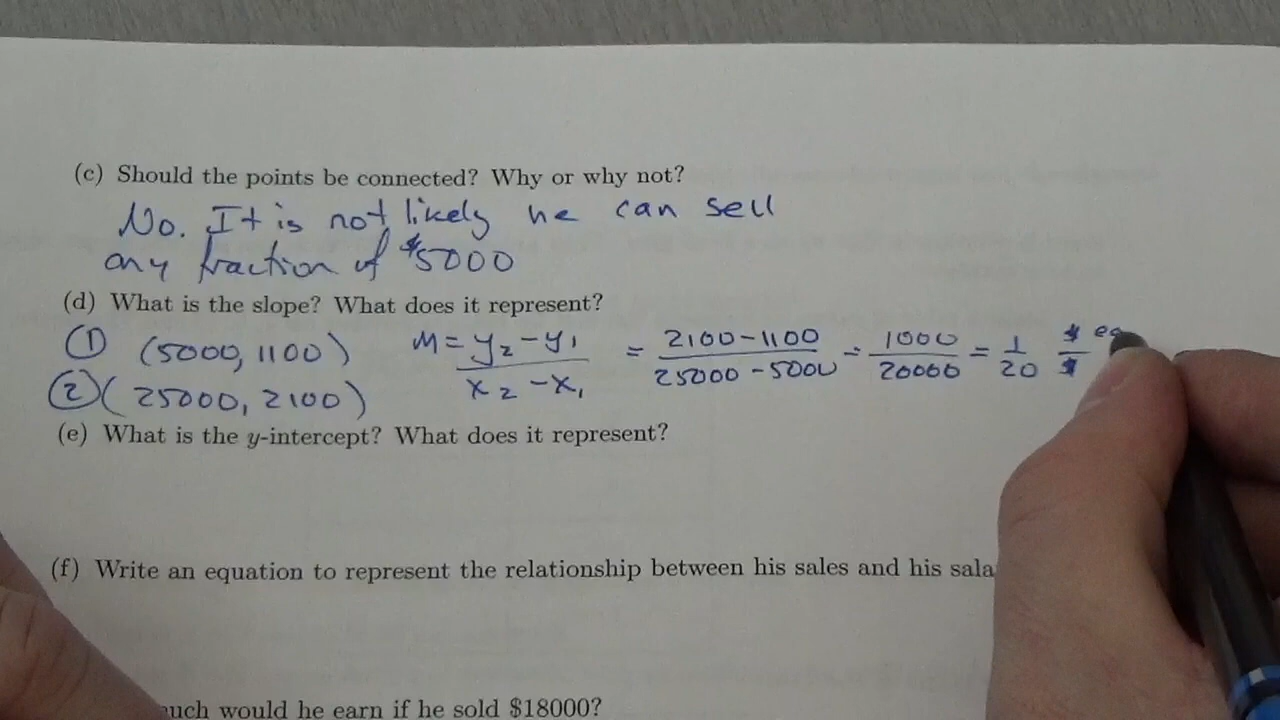 (c) Should the points be connected? Why or why not?
No. It is not likely he can sell
any fraction of $5000
(d) What is the slope? What does it represent?
① (5000, 1100) m = y₂ - y₁ / x₂ - x₁ = 2100 - 1100 / 25000 - 5000 = 1000 / 20000 = 1/20 $/$
② (25000, 2100)
(e) What is the y-intercept? What does it represent?
(f) Write an equation to represent the relationship between his sales and his
would he earn if he sold $18000?